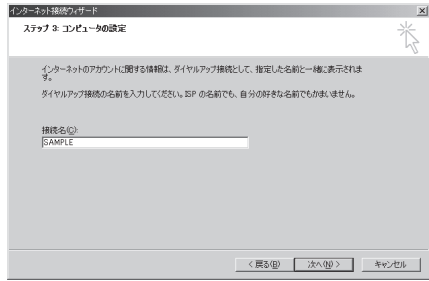 インターネット接続ウィザード
ステップ 3: コンピュータの設定
インターネットのアカウントに関する情報は、ダイヤルアップ接続として、指定した名前と一緒に表示されま
す。
ダイヤルアップ接続の名前を入力してください。ISP の名前でも、自分の好きな名前でもかまいません。
接続名(C):
SAMPLE
< 戻る(B)
次へ(N) >
キャンセル